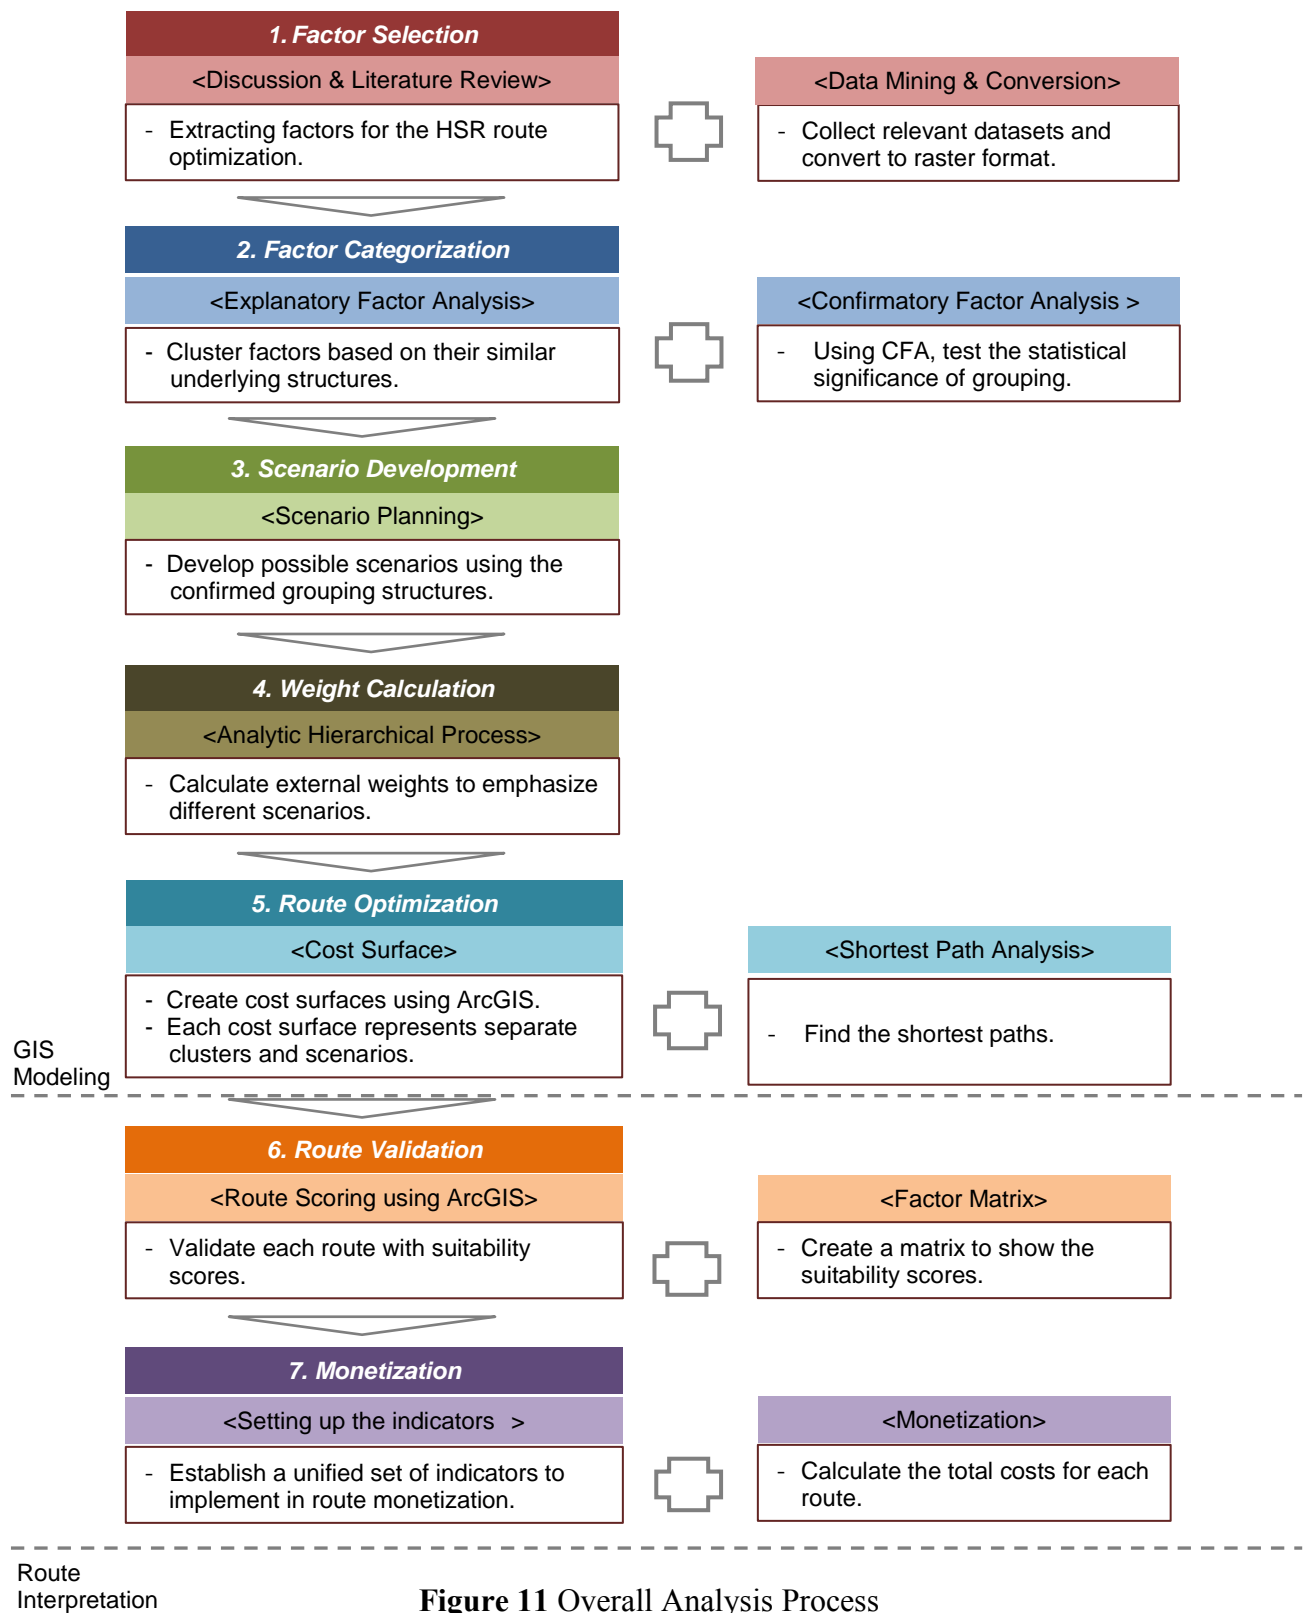 1. Factor Selection
<Discussion & Literature Review>
- Extracting factors for the HSR route
optimization.
<Data Mining & Conversion>
- Collect relevant datasets and
convert to raster format.
2. Factor Categorization
<Explanatory Factor Analysis>
- Cluster factors based on their similar
underlying structures.
<Confirmatory Factor Analysis >
- Using CFA, test the statistical
significance of grouping.
3. Scenario Development
<Scenario Planning>
- Develop possible scenarios using the
confirmed grouping structures.
4. Weight Calculation
<Analytic Hierarchical Process>
- Calculate external weights to emphasize
different scenarios.
5. Route Optimization
<Cost Surface>
- Create cost surfaces using ArcGIS.
- Each cost surface represents separate
clusters and scenarios.
<Shortest Path Analysis>
- Find the shortest paths.
GIS
Modeling
6. Route Validation
<Route Scoring using ArcGIS>
- Validate each route with suitability
scores.
<Factor Matrix>
- Create a matrix to show the
suitability scores.
7. Monetization
<Setting up the indicators >
- Establish a unified set of indicators to
implement in route monetization.
<Monetization>
- Calculate the total costs for each
route.
Route
Interpretation
Figure 11 Overall Analysis Process